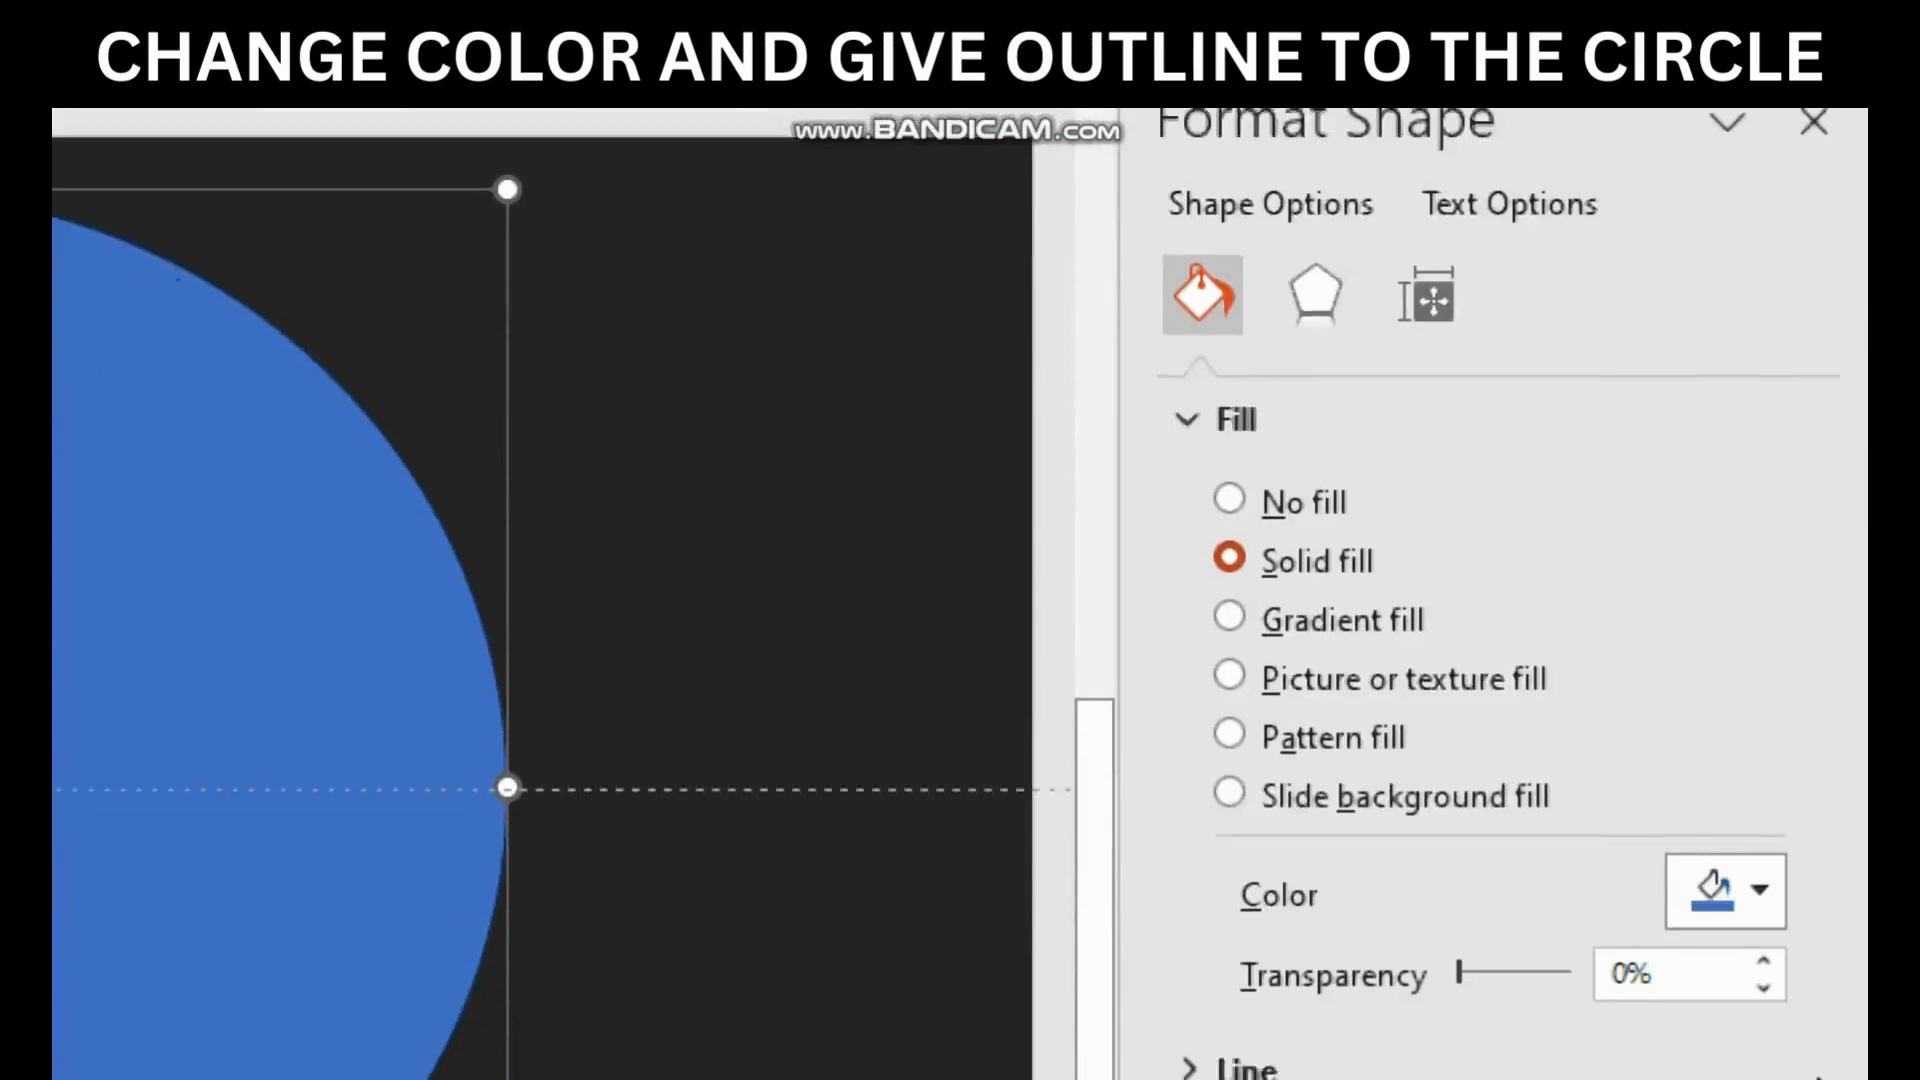 CHANGE COLOR AND GIVE OUTLINE TO THE CIRCLE
www.BANDICAM.com
Format Shape
Shape Options Text Options
Fill
No fill
Solid fill
Gradient fill
Picture or texture fill
Pattern fill
Slide background fill
Color
Transparency 0%
Line